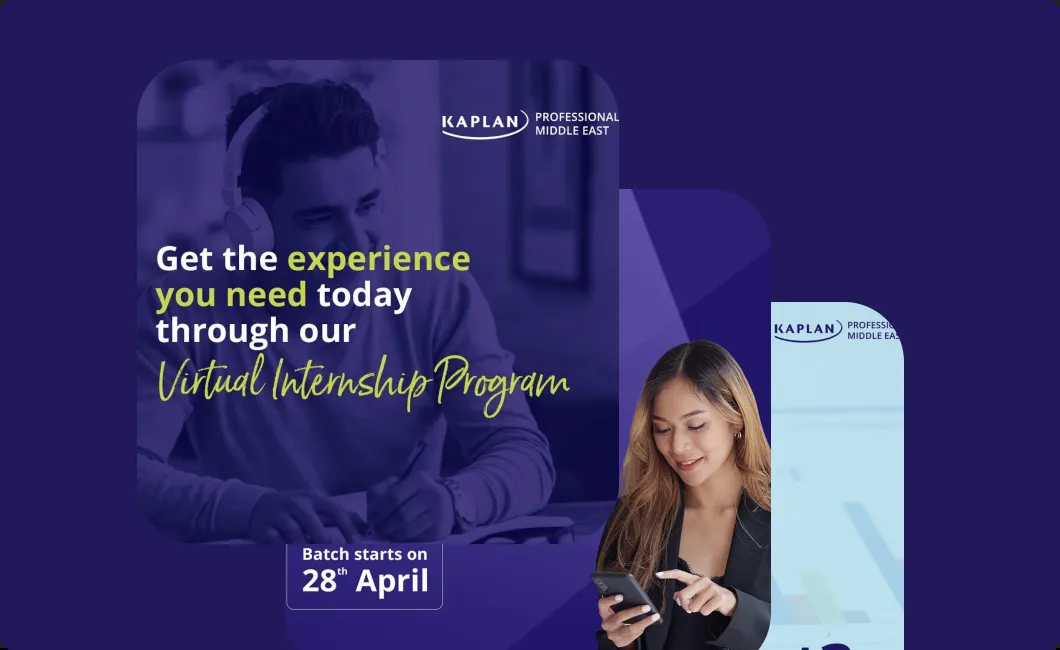 KAPLAN PROFESSIONAL
MIDDLE EAST
Get the experience
you need today
through our
Virtual Internship Program
KAPLAN
MIDDLE
Batch starts on
28th April